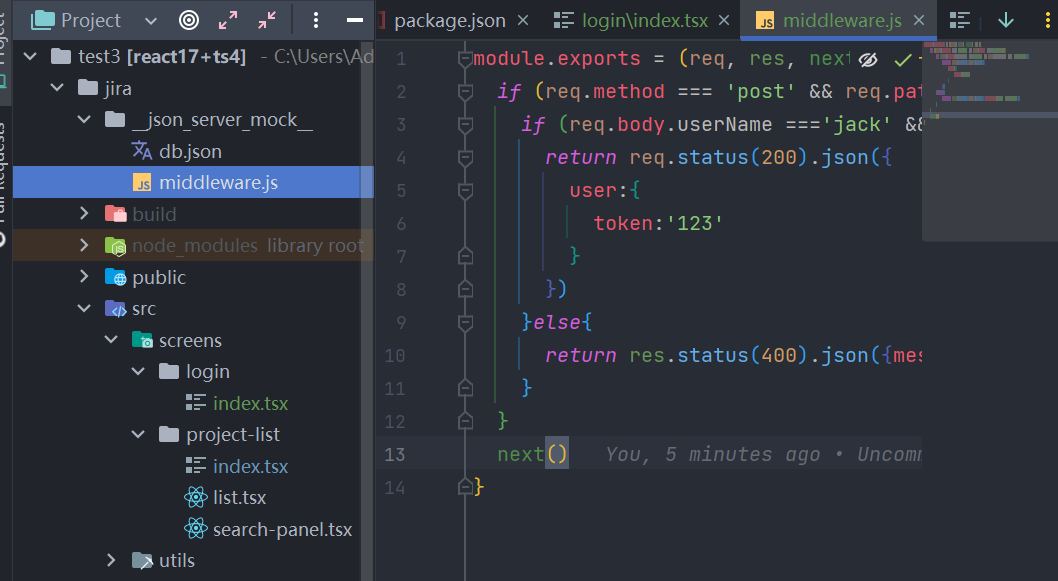 Project
package.json
login\index.tsx
middleware.js
test3 [react17+ts4] - C:\Users\Ad
jira
__json_server_mock__
db.json
middleware.js
build
node_modules library root
public
src
screens
login
index.tsx
project-list
index.tsx
list.tsx
search-panel.tsx
utils
1 module.exports = (req, res, next
2 if (req.method === 'post' && req.pat
3 if (req.body.userName ==='jack' &&
4 return req.status(200).json({
5 user:{
6 token:'123'
7 }
8 })
9 }else{
10 return res.status(400).json({mes
11 }
12 }
13 next() You, 5 minutes ago • Uncomm
14 }